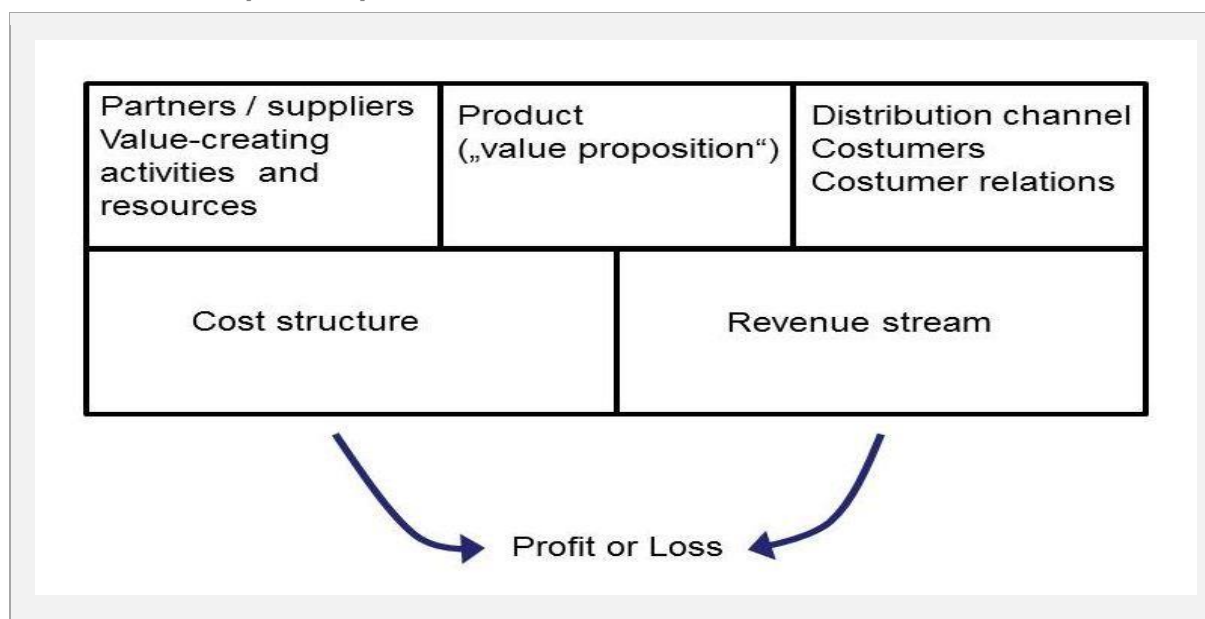 Partners / suppliers
Value-creating
activities and
resources
Product
(„value proposition“)
Distribution channel
Costumers
Costumer relations
Cost structure
Revenue stream
Profit or Loss